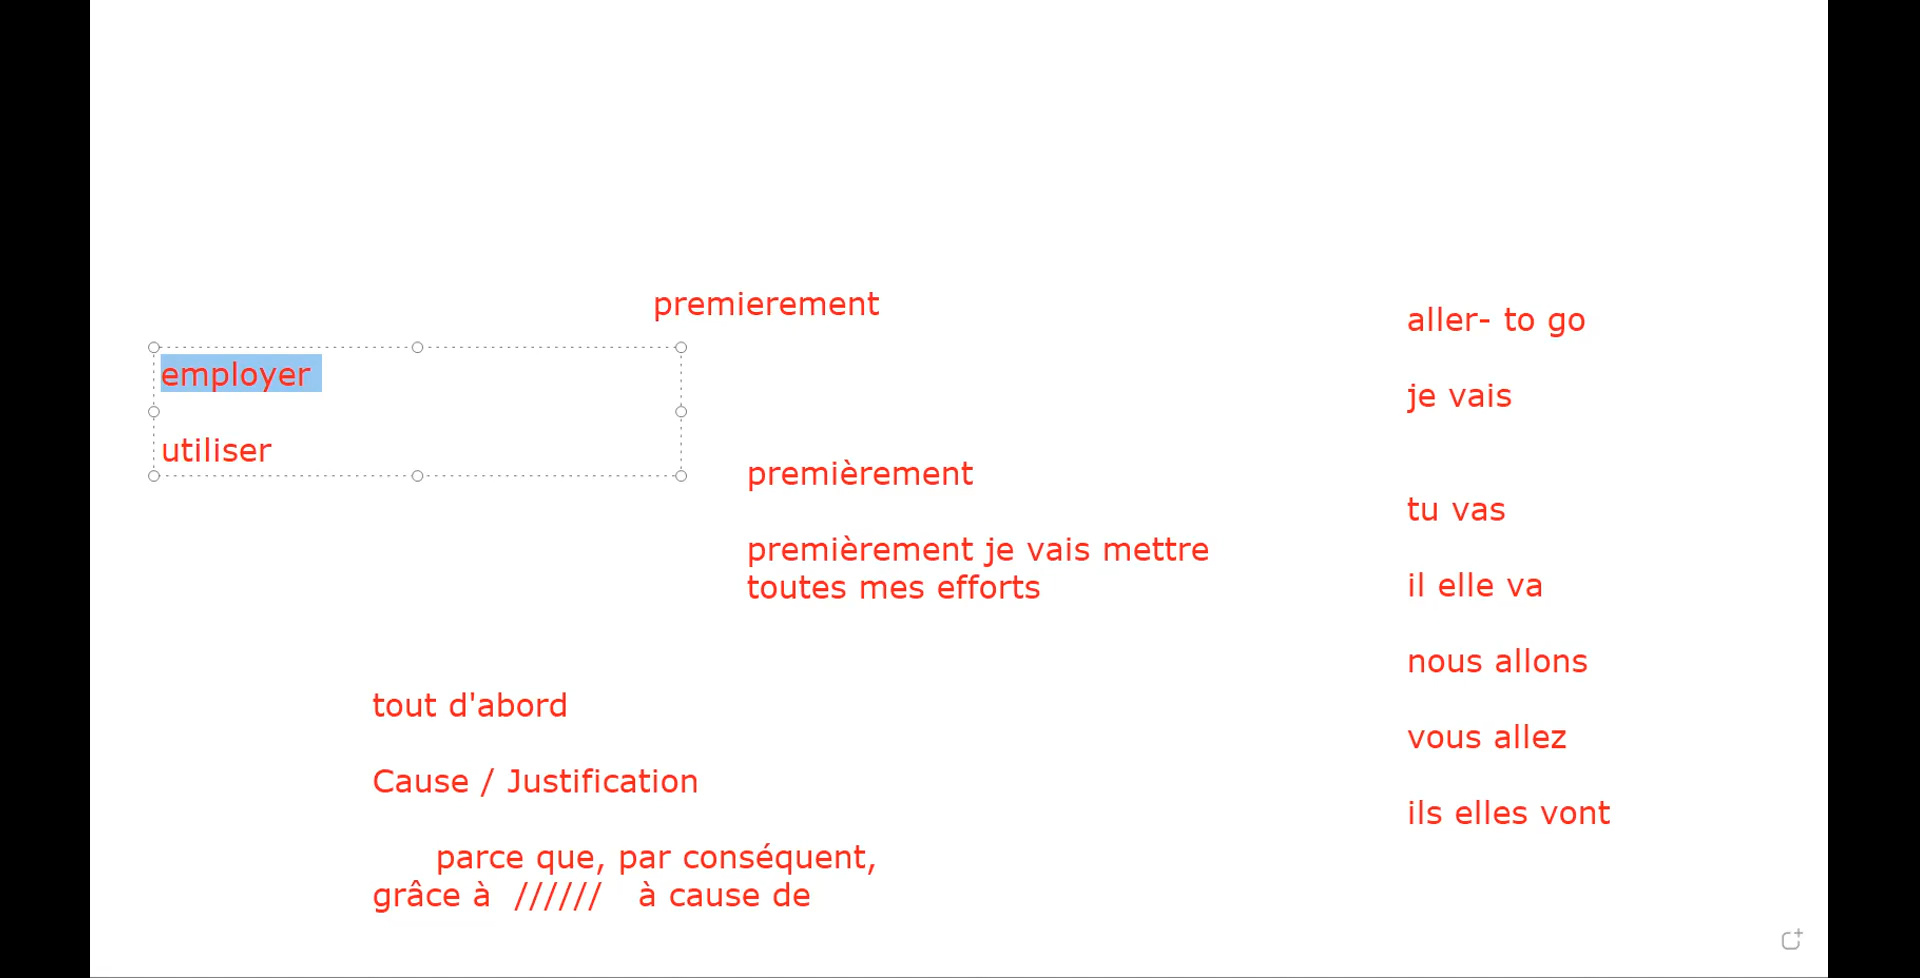 premierement
employer
utiliser
premièrement
premièrement je vais mettre
toutes mes efforts
tout d'abord
Cause / Justification
parce que, par conséquent,
grâce à ////// à cause de
aller- to go
je vais
tu vas
il elle va
nous allons
vous allez
ils elles vont